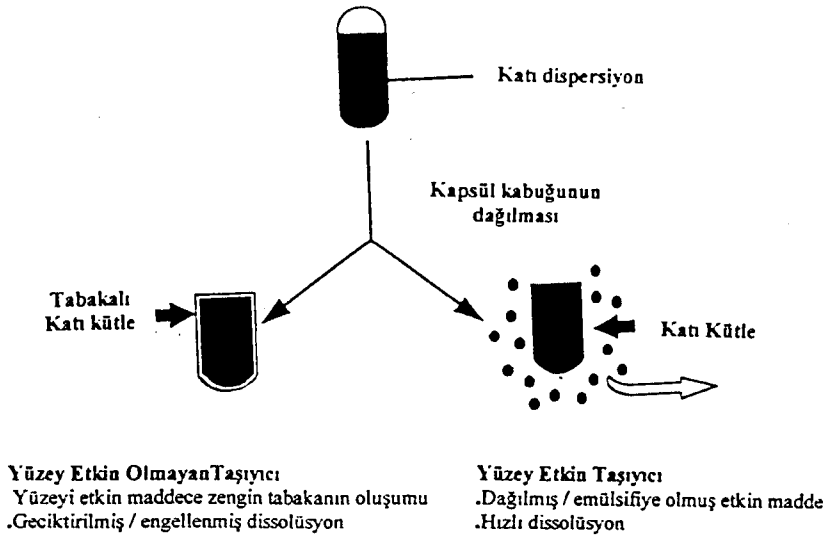 Katı dispersiyon
Kapsül kabuğunun
dağılması
Tabakalı
Katı kütle
Katı Kütle
Yüzey Etkin OlmayanTaşıyıcı
Yüzeyi etkin maddece zengin tabakanın oluşumu
.Geciktirilmiş / engellenmiş dissolüsyon
Yüzey Etkin Taşıyıcı
.Dağılmış / emülsifiye olmuş etkin madde
.Hızlı dissolüsyon